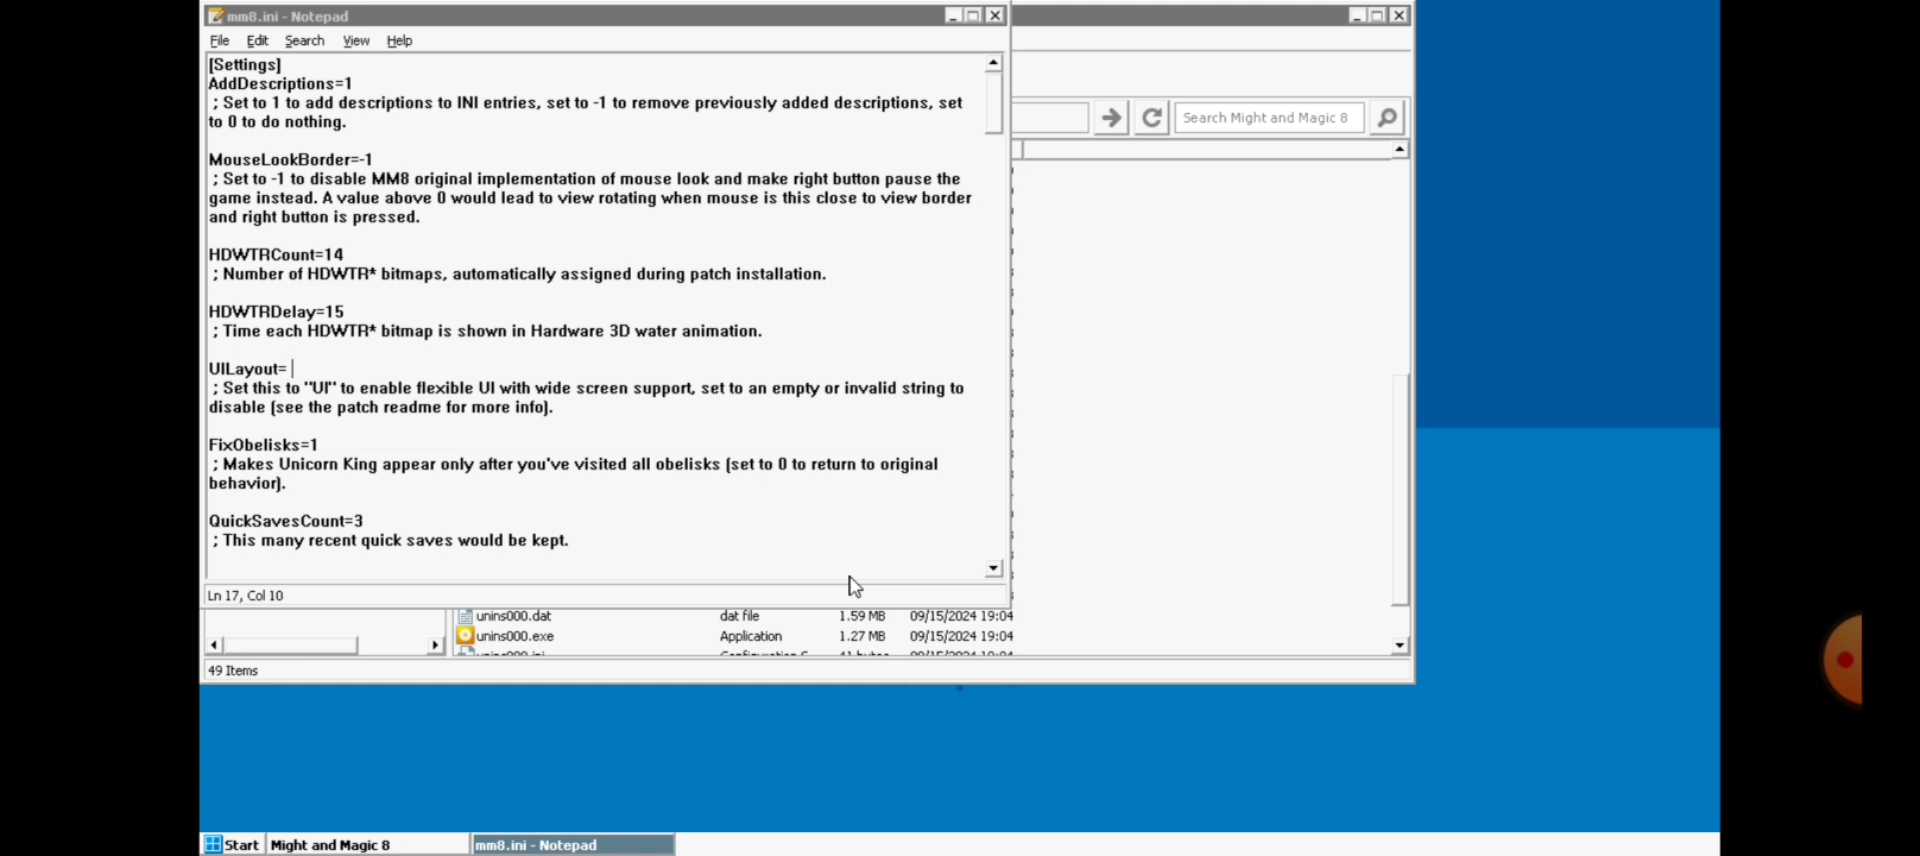 mm8.ini - Notepad
File Edit Search View Help
[Settings]
AddDescriptions=1
; Set to 1 to add descriptions to INI entries, set to -1 to remove previously added descriptions, set
to 0 to do nothing.
MouseLookBorder=-1
; Set to -1 to disable MM8 original implementation of mouse look and make right button pause the
game instead. A value above 0 would lead to view rotating when mouse is this close to view border
and right button is pressed.
HDWTRCount=14
; Number of HDWTR* bitmaps, automatically assigned during patch installation.
HDWTRDelay=15
; Time each HDWTR* bitmap is shown in Hardware 3D water animation.
UILayout=
; Set this to "UI" to enable flexible UI with wide screen support, set to an empty or invalid string to
disable (see the patch readme for more info).
FixObelisks=1
; Makes Unicorn King appear only after you've visited all obelisks (set to 0 to return to original
behavior).
QuickSavesCount=3
; This many recent quick saves would be kept.
Ln 17, Col 10
Search Might and Magic 8
unins000.dat dat file 1.59 MB 09/15/2024 19:04
unins000.exe Application 1.27 MB 09/15/2024 19:04
49 Items
Start Might and Magic 8 mm8.ini - Notepad